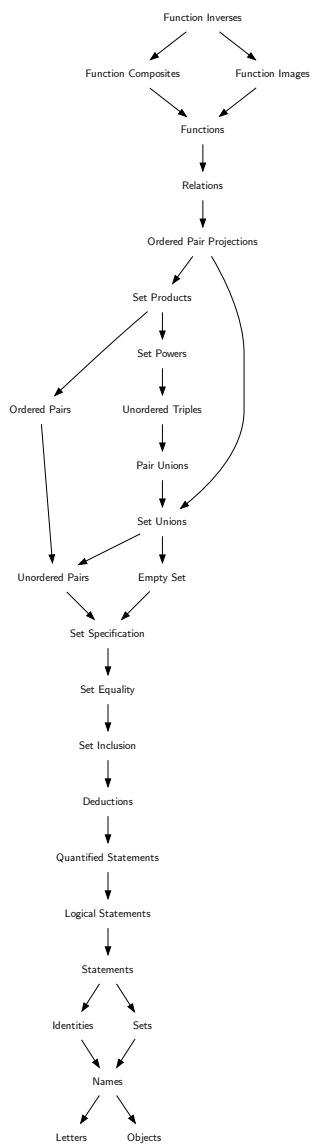 Function Inverses
Function Composites
Function Images
Functions
Relations
Ordered Pair Projections
Set Products
Set Powers
Ordered Pairs
Unordered Triples
Pair Unions
Set Unions
Unordered Pairs
Empty Set
Set Specification
Set Equality
Set Inclusion
Deductions
Quantified Statements
Logical Statements
Statements
Identities
Sets
Names
Letters
Objects